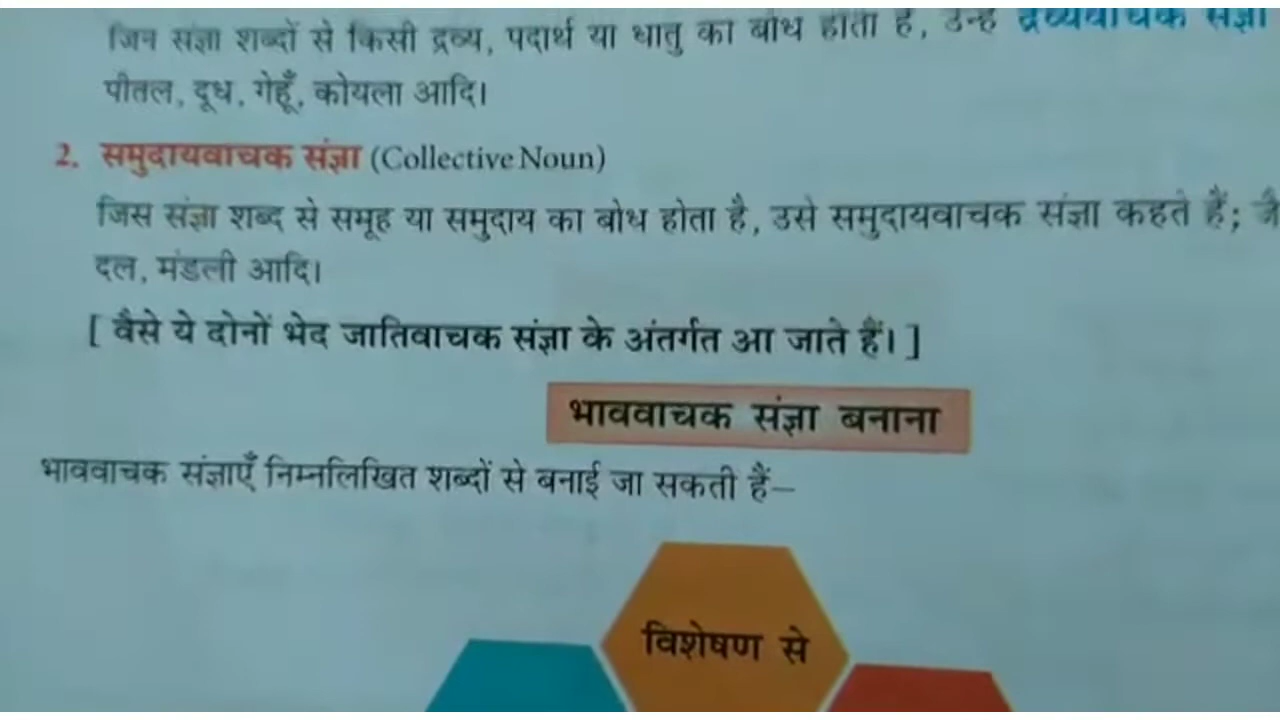 जिन संज्ञा शब्दों से किसी द्रव्य, पदार्थ या धातु का बोध होता है, उन्हें द्रव्यवाचक संज्ञा
पीतल, दूध, गेहूँ, कोयला आदि।
2. समुदायवाचक संज्ञा (Collective Noun)
जिस संज्ञा शब्द से समूह या समुदाय का बोध होता है, उसे समुदायवाचक संज्ञा कहते हैं;
दल, मंडली आदि।
[ वैसे ये दोनों भेद जातिवाचक संज्ञा के अंतर्गत आ जाते हैं। ]
भाववाचक संज्ञा बनाना
भाववाचक संज्ञाएँ निम्नलिखित शब्दों से बनाई जा सकती हैं–
विशेषण से